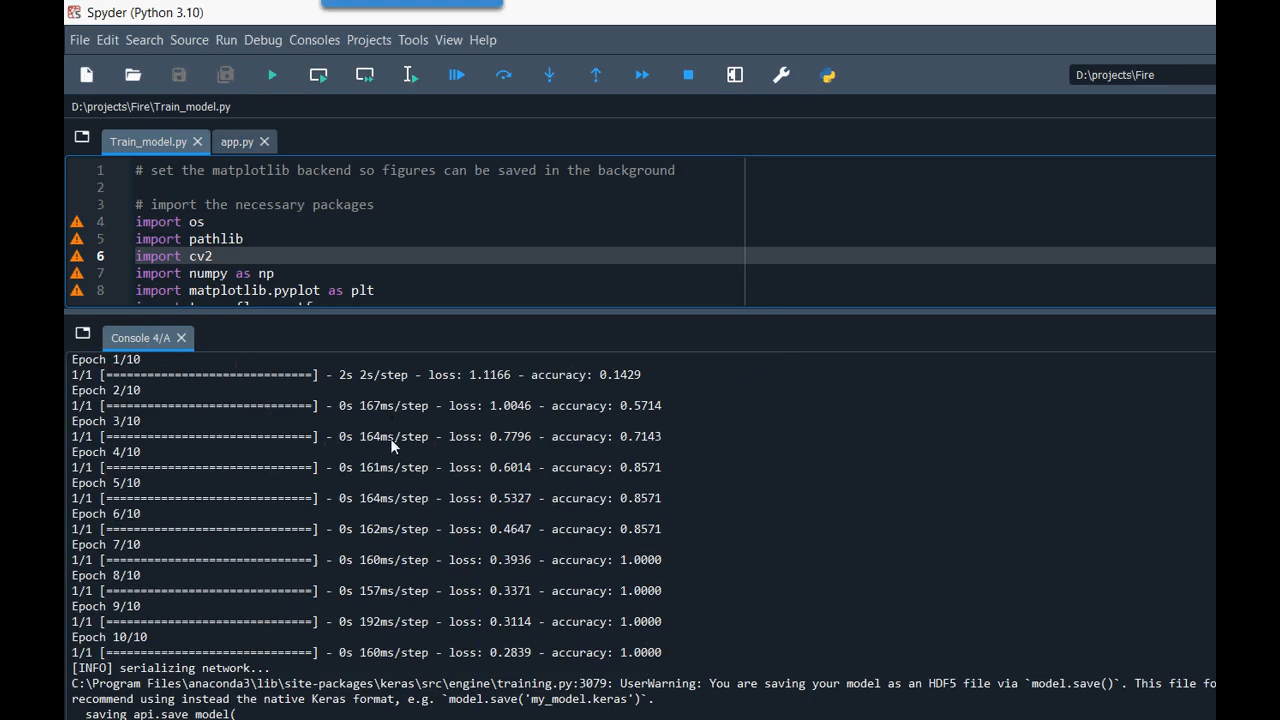 Spyder (Python 3.10)
File Edit Search Source Run Debug Consoles Projects Tools View Help
D:\projects\Fire
D:\projects\Fire\Train_model.py
Train_model.py app.py
1 # set the matplotlib backend so figures can be saved in the background
2
3 # import the necessary packages
4 import os
5 import pathlib
6 import cv2
7 import numpy as np
8 import matplotlib.pyplot as plt
Console 4/A
Epoch 1/10
1/1 [==============================] - 2s 2s/step - loss: 1.1166 - accuracy: 0.1429
Epoch 2/10
1/1 [==============================] - 0s 167ms/step - loss: 1.0046 - accuracy: 0.5714
Epoch 3/10
1/1 [==============================] - 0s 164ms/step - loss: 0.7796 - accuracy: 0.7143
Epoch 4/10
1/1 [==============================] - 0s 161ms/step - loss: 0.6014 - accuracy: 0.8571
Epoch 5/10
1/1 [==============================] - 0s 164ms/step - loss: 0.5327 - accuracy: 0.8571
Epoch 6/10
1/1 [==============================] - 0s 162ms/step - loss: 0.4647 - accuracy: 0.8571
Epoch 7/10
1/1 [==============================] - 0s 160ms/step - loss: 0.3936 - accuracy: 1.0000
Epoch 8/10
1/1 [==============================] - 0s 157ms/step - loss: 0.3371 - accuracy: 1.0000
Epoch 9/10
1/1 [==============================] - 0s 192ms/step - loss: 0.3114 - accuracy: 1.0000
Epoch 10/10
1/1 [==============================] - 0s 160ms/step - loss: 0.2839 - accuracy: 1.0000
[INFO] serializing network...
C:\Program Files\anaconda3\lib\site-packages\keras\src\engine\training.py:3079: UserWarning: You are saving your model as an HDF5 file via `model.save()`. This file fo
recommend using instead the native Keras format, e.g. `model.save('my_model.keras')`.
saving_api.save_model(